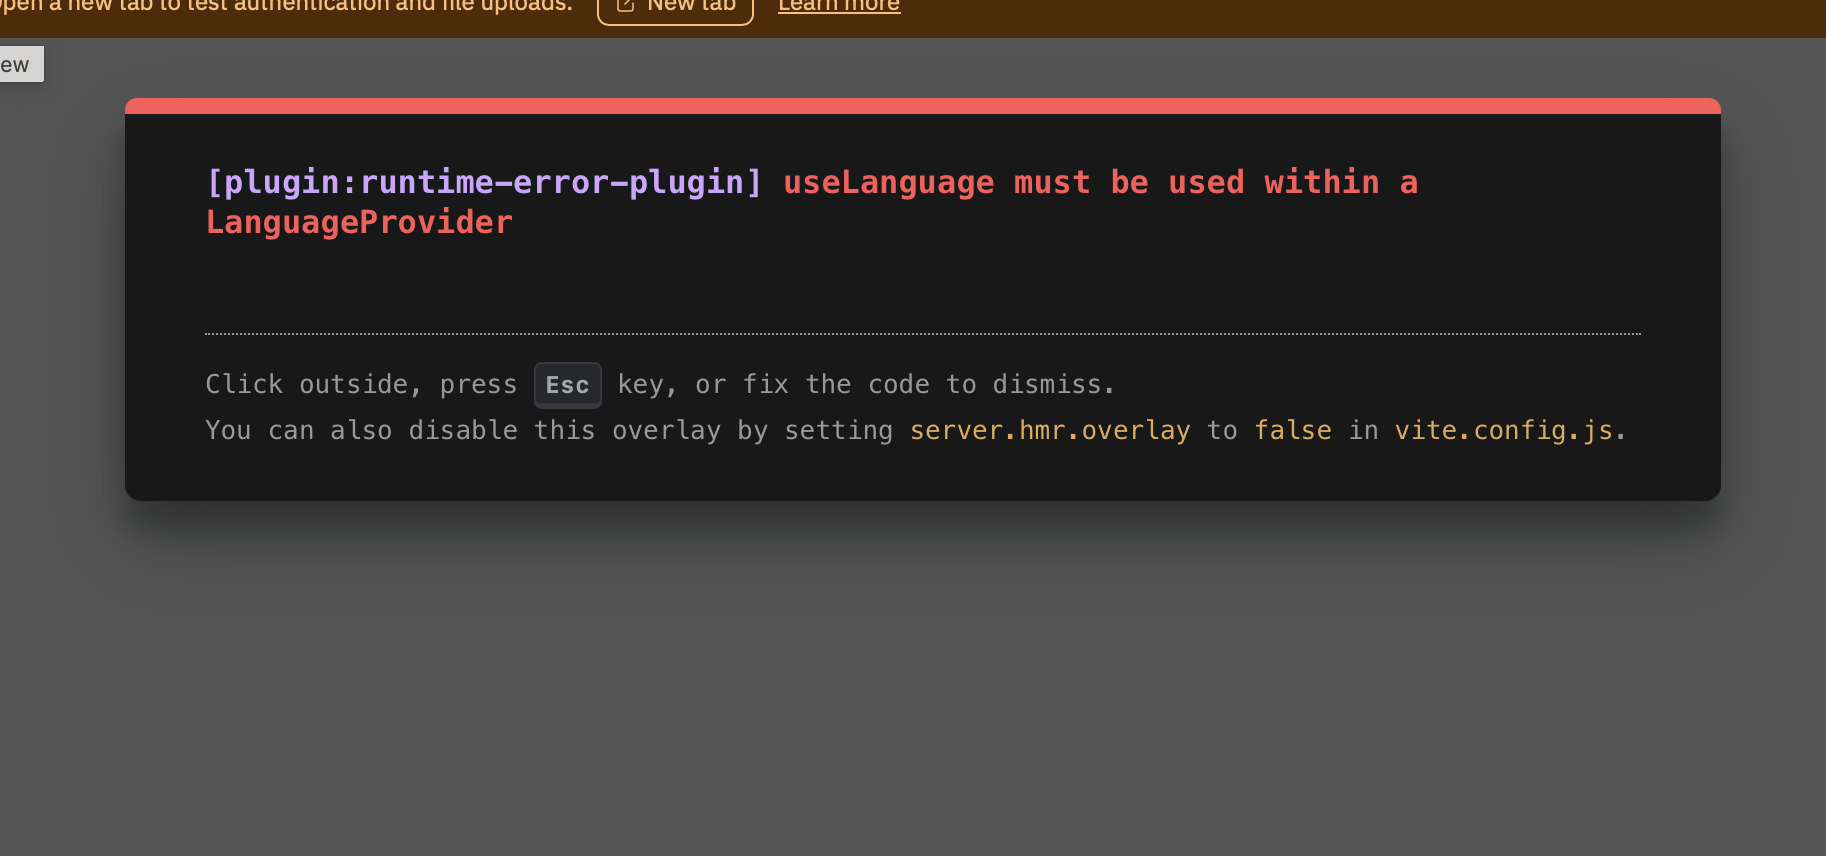 pen a new tab to test authentication and file uploads. New tab Learn more
ew
[plugin:runtime-error-plugin] useLanguage must be used within a
LanguageProvider
Click outside, press Esc key, or fix the code to dismiss.
You can also disable this overlay by setting server.hmr.overlay to false in vite.config.js.